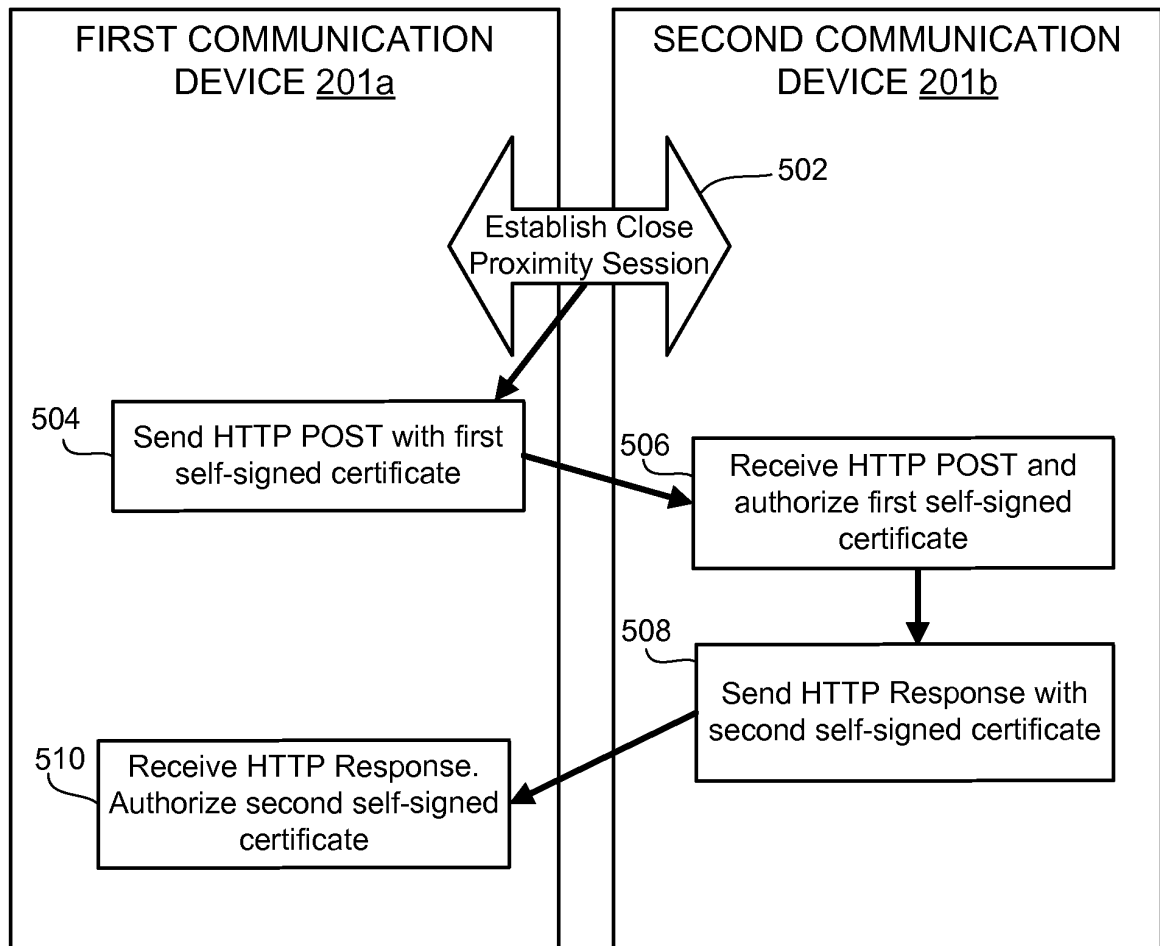 FIRST COMMUNICATION
DEVICE 201a
SECOND COMMUNICATION
DEVICE 201b
502
Establish Close
Proximity Session
504
Send HTTP POST with first
self-signed certificate
506
Receive HTTP POST and
authorize first self-signed
certificate
508
Send HTTP Response with
second self-signed certificate
510
Receive HTTP Response.
Authorize second self-signed
certificate